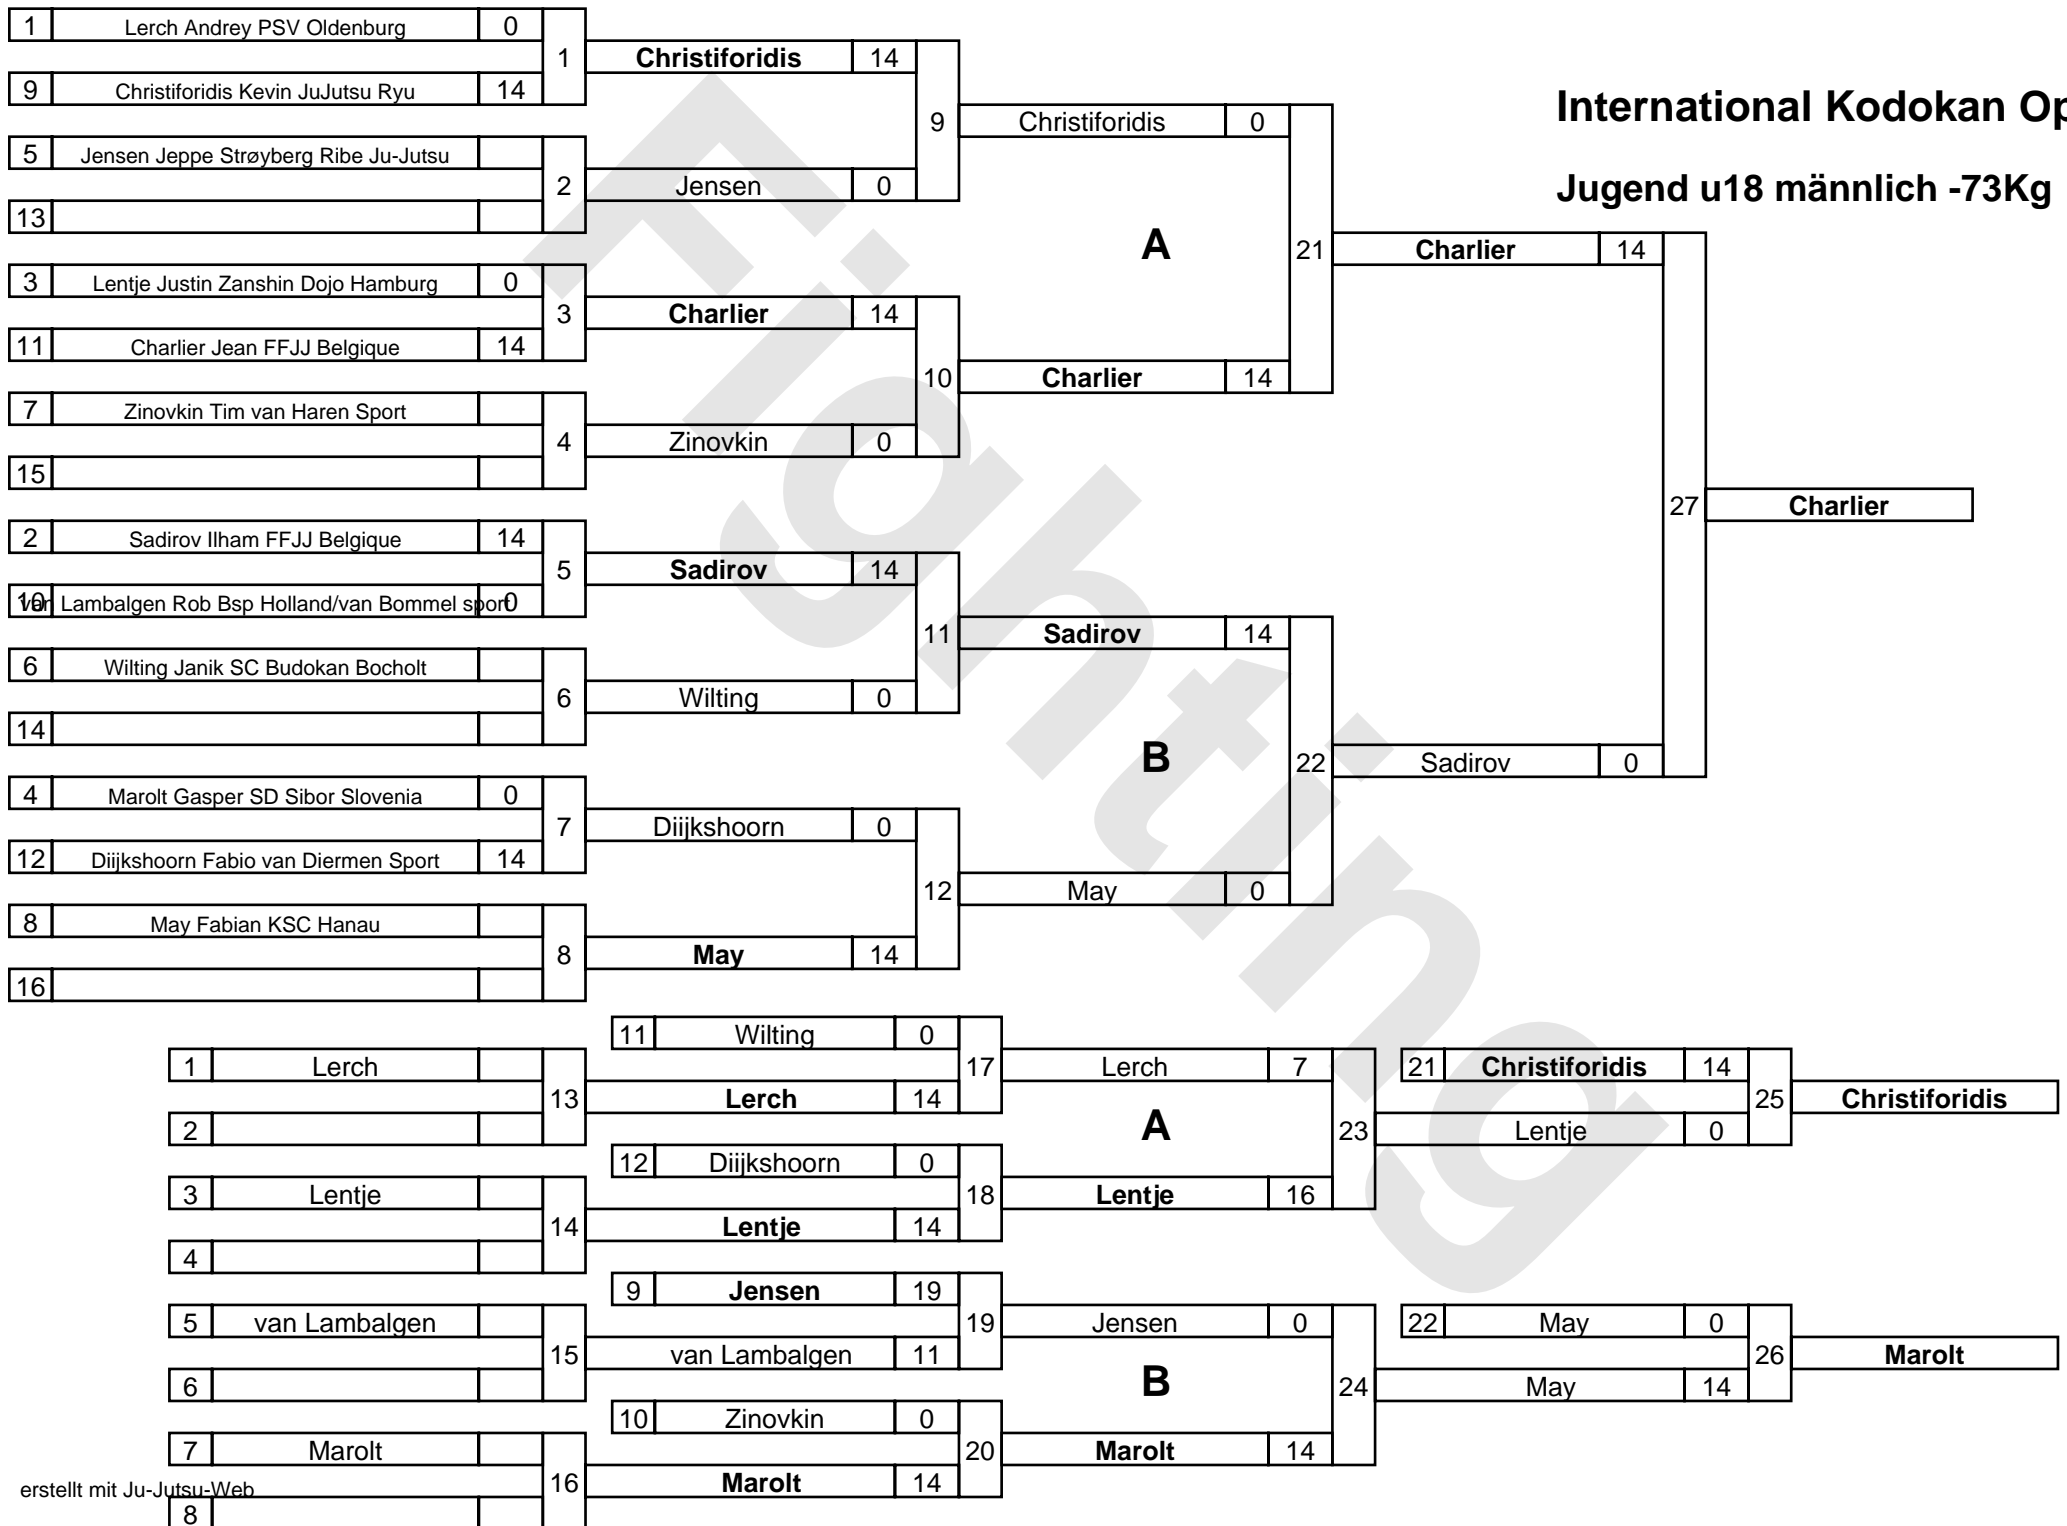 International Kodokan Op
Jugend u18 männlich -73Kg
1 Lerch Andrey PSV Oldenburg 0
1
9 Christiforidis Kevin JuJutsu Ryu 14
5 Jensen Jeppe Strøyberg Ribe Ju-Jutsu
2
13
3 Lentje Justin Zanshin Dojo Hamburg 0
3
11 Charlier Jean FFJJ Belgique 14
7 Zinovkin Tim van Haren Sport
4
15
2 Sadirov Ilham FFJJ Belgique 14
5
10 van Lambalgen Rob Bsp Holland/van Bommel sport 0
6 Wilting Janik SC Budokan Bocholt
6
14
4 Marolt Gasper SD Sibor Slovenia 0
7
12 Diijkshoorn Fabio van Diermen Sport 14
8 May Fabian KSC Hanau
8
16
Christiforidis 14
9
Jensen 0
Charlier 14
10
Zinovkin 0
Sadirov 14
11
Wilting 0
Diijkshoorn 0
12
May 14
Christiforidis 0
A
21
Charlier 14
Sadirov 14
B
22
May 0
Charlier 14
27
Sadirov 0
Charlier
Fighting
1 Lerch
13
2
3 Lentje
14
4
5 van Lambalgen
15
6
7 Marolt
16
8
11 Wilting 0
17
Lerch 14
12 Diijkshoorn 0
18
Lentje 14
9 Jensen 19
19
van Lambalgen 11
10 Zinovkin 0
20
Marolt 14
Lerch 7
A
23
Lentje 16
Jensen 0
B
24
Marolt 14
21 Christiforidis 14
25
Lentje 0
Christiforidis
22 May 0
26
May 14
Marolt
erstellt mit Ju-Jutsu-Web